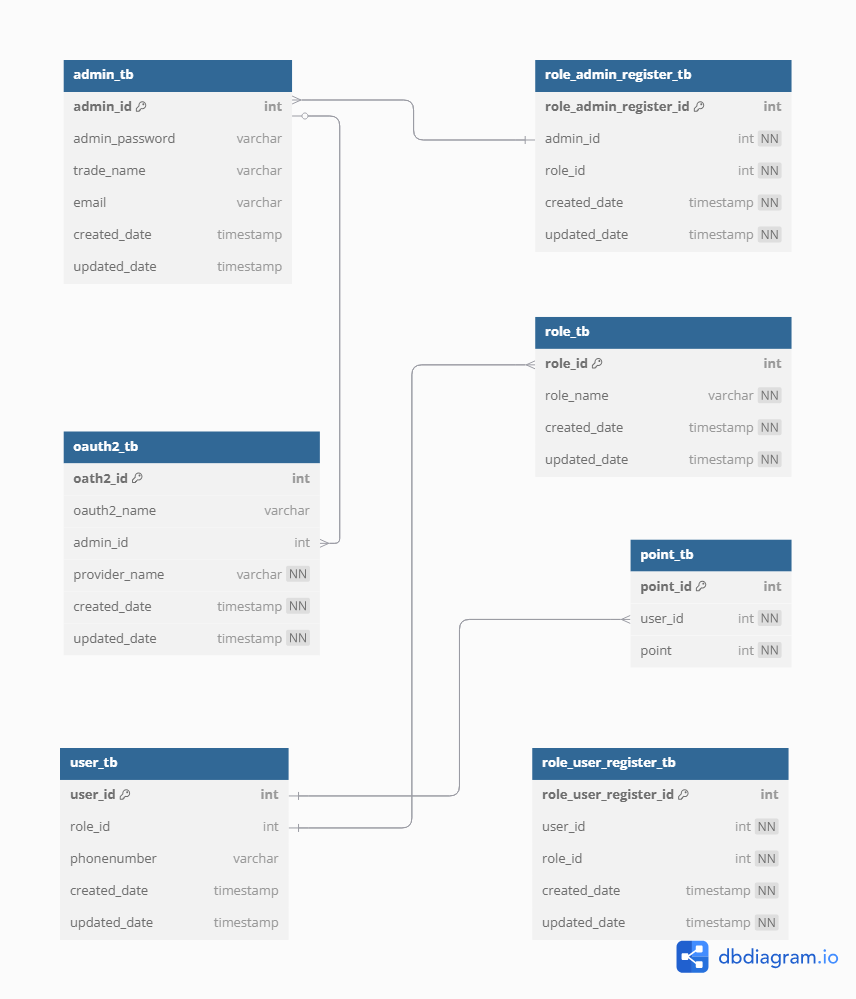 admin_tb
admin_id int
admin_password varchar
trade_name varchar
email varchar
created_date timestamp
updated_date timestamp
role_admin_register_tb
role_admin_register_id int
admin_id int NN
role_id int NN
created_date timestamp NN
updated_date timestamp NN
role_tb
role_id int
role_name varchar NN
created_date timestamp NN
updated_date timestamp NN
oauth2_tb
oath2_id int
oauth2_name varchar
admin_id int
provider_name varchar NN
created_date timestamp NN
updated_date timestamp NN
point_tb
point_id int
user_id int NN
point int NN
user_tb
user_id int
role_id int
phonenumber varchar
created_date timestamp
updated_date timestamp
role_user_register_tb
role_user_register_id int
user_id int NN
role_id int NN
created_date timestamp NN
updated_date timestamp NN
dbdiagram.io